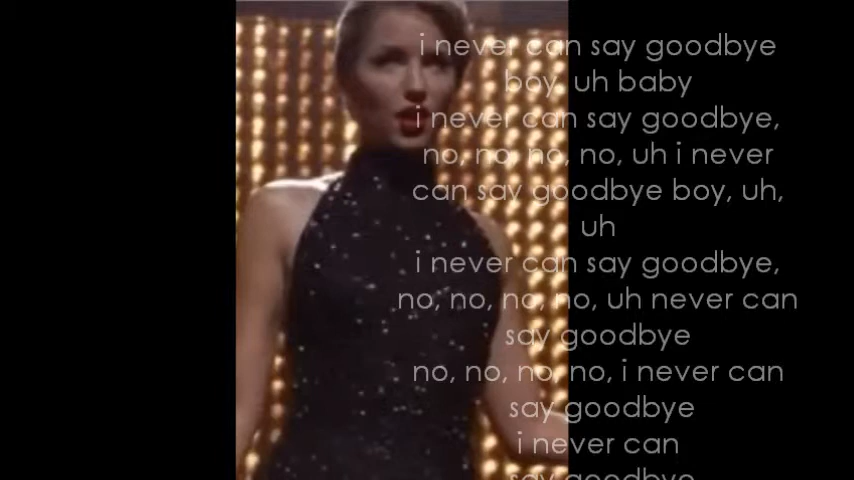 i never can say goodbye
boy, uh baby
i never can say goodbye,
no, no, no, no, uh i never
can say goodbye boy, uh,
uh
i never can say goodbye,
no, no, no, no, uh never can
say goodbye
no, no, no, no, i never can
say goodbye
i never can
say goodbye